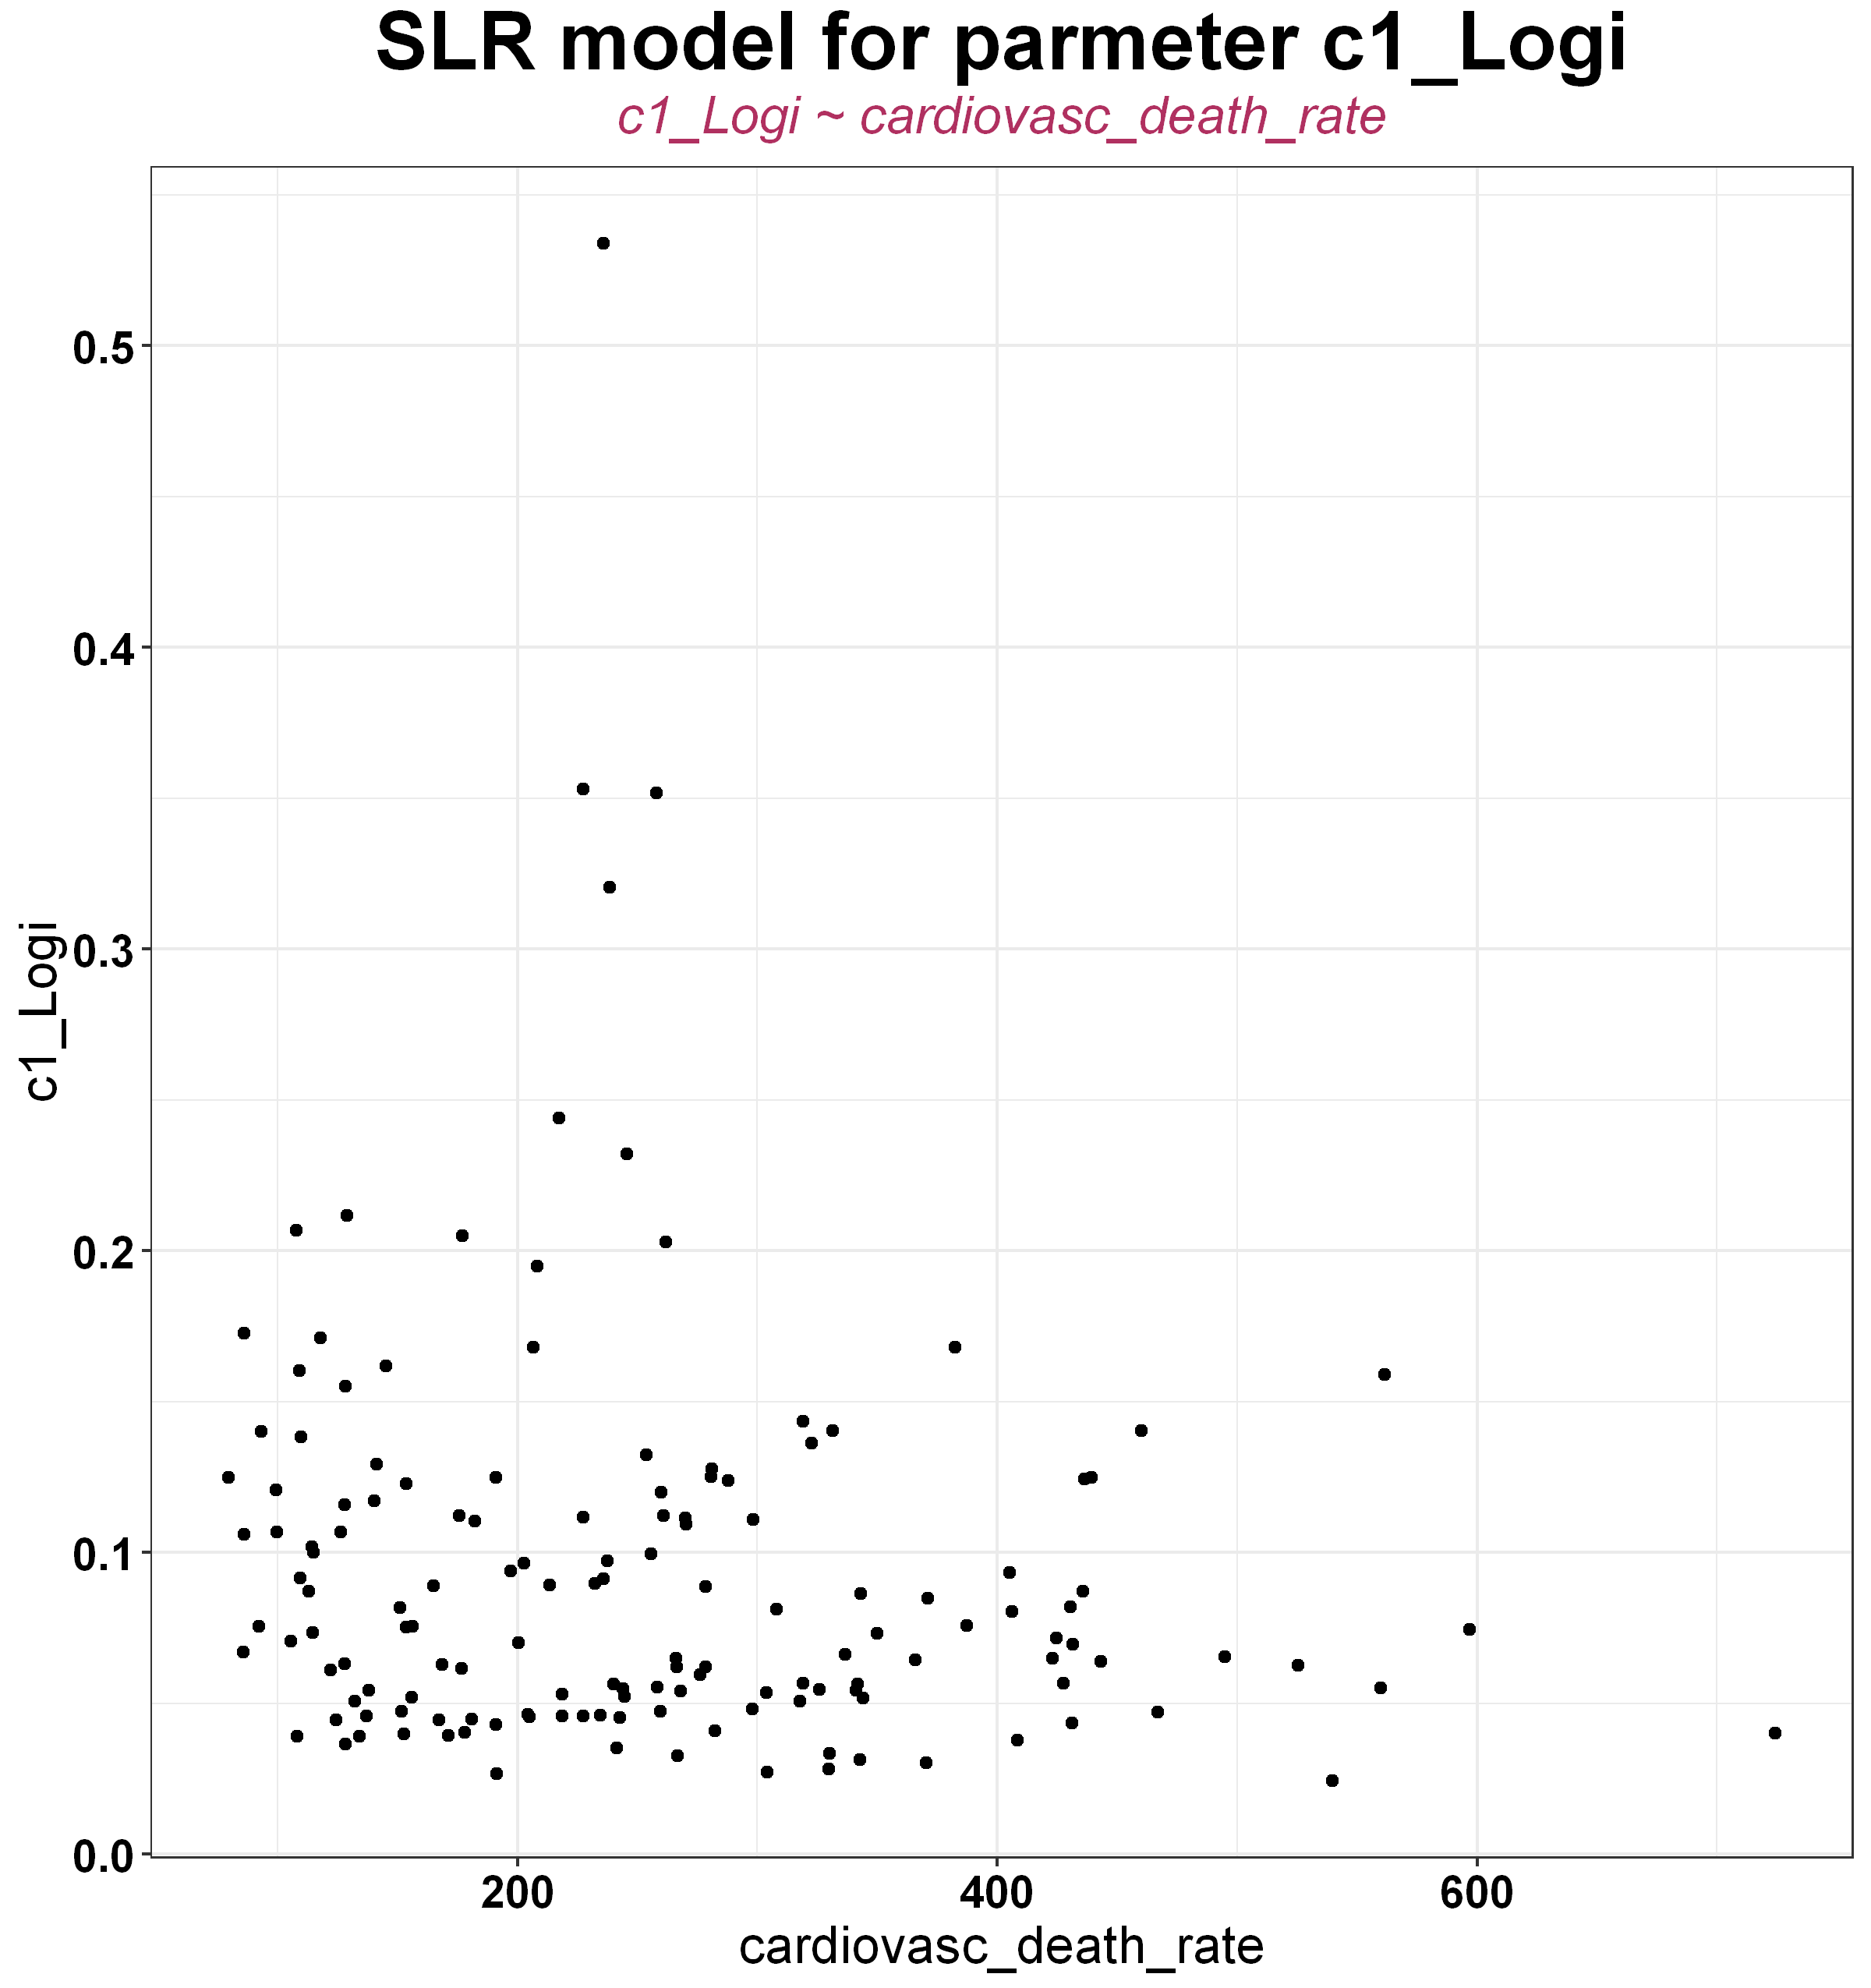 SLR model for parmeter c1_Logi
c1_Logi ~ cardiovasc_death_rate
c1_Logi
0.5
0.4
0.3
0.2
0.1
0.0
200 400 600
cardiovasc_death_rate